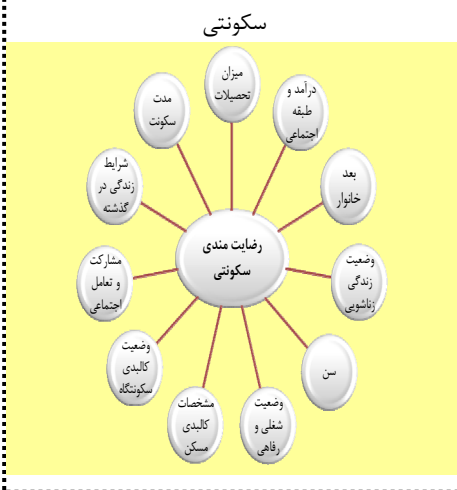 سکونتی
میزان
تحصیلات
درآمد و
طبقه
اجتماعی
بعد
خانوار
وضعیت
زندگی
زناشویی
سن
وضعیت
شغلی و
رفاهی
مشخصات
کالبدی
مسکن
وضعیت
کالبدی
سکونتگاه
مشارکت
و تعامل
اجتماعی
شرایط
زندگی در
گذشته
مدت
سکونت
رضایت مندی
سکونتی